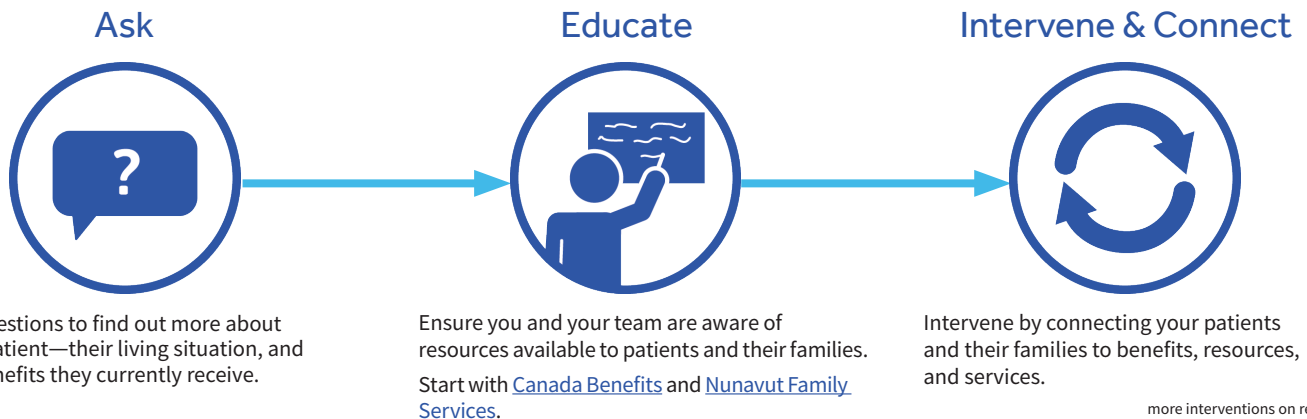 Ask
?
estions to find out more about
atient—their living situation, and
nefits they currently receive.
Educate
Ensure you and your team are aware of
resources available to patients and their families.
Start with Canada Benefits and Nunavut Family
Services.
Intervene & Connect
Intervene by connecting your patients
and their families to benefits, resources,
and services.
more interventions on re